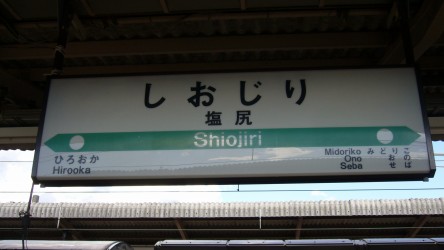 しおじり
塩尻
Shiojiri
ひろおか
Hirooka
Midoriko みどりこ
Ono おの
Seba せば